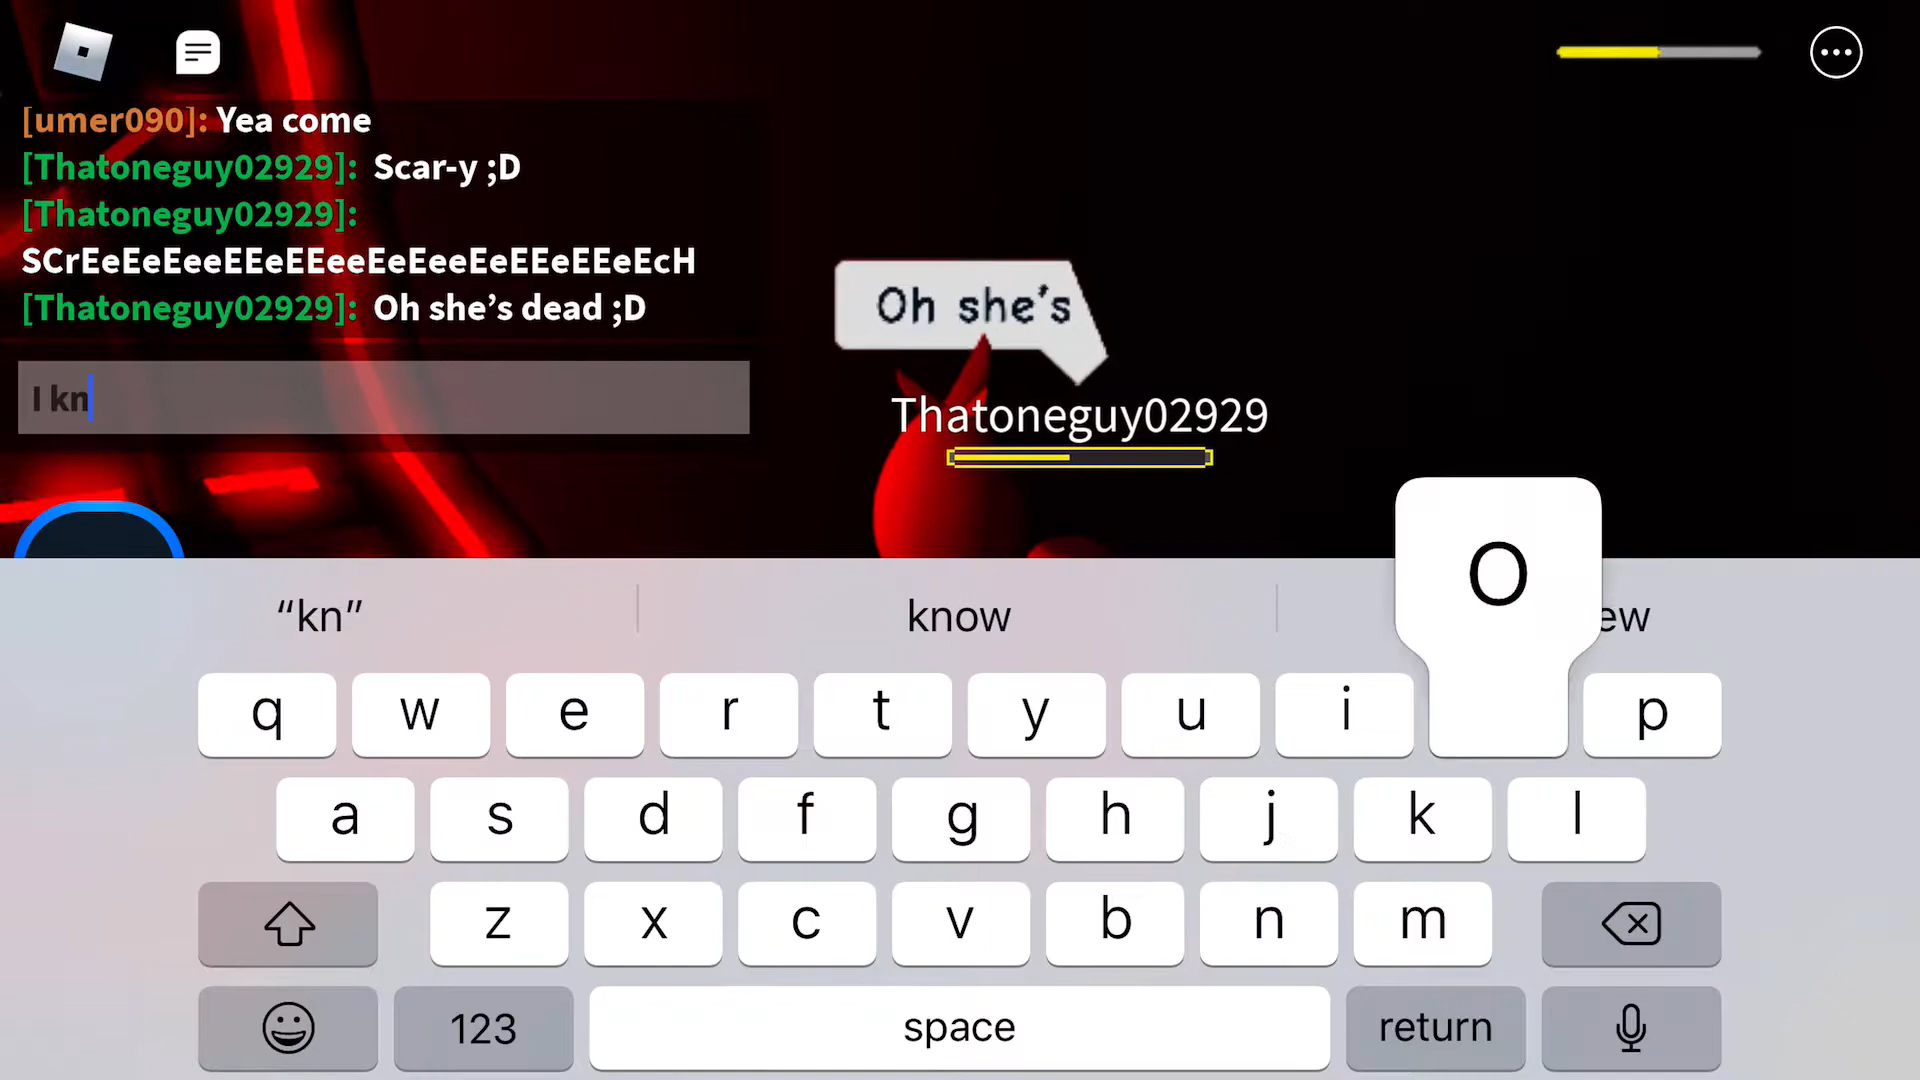 [umer090]: Yea come
[Thatoneguy02929]: Scar-y ;D
[Thatoneguy02929]:
SCrEeEeEeeEEeEEeeEeEeeEeEEeEEeEcH
[Thatoneguy02929]: Oh she’s dead ;D
I kn
Oh she’s
Thatoneguy02929
“kn” know ew
O
q w e r t y u i p
a s d f g h j k l
z x c v b n m
123 space return